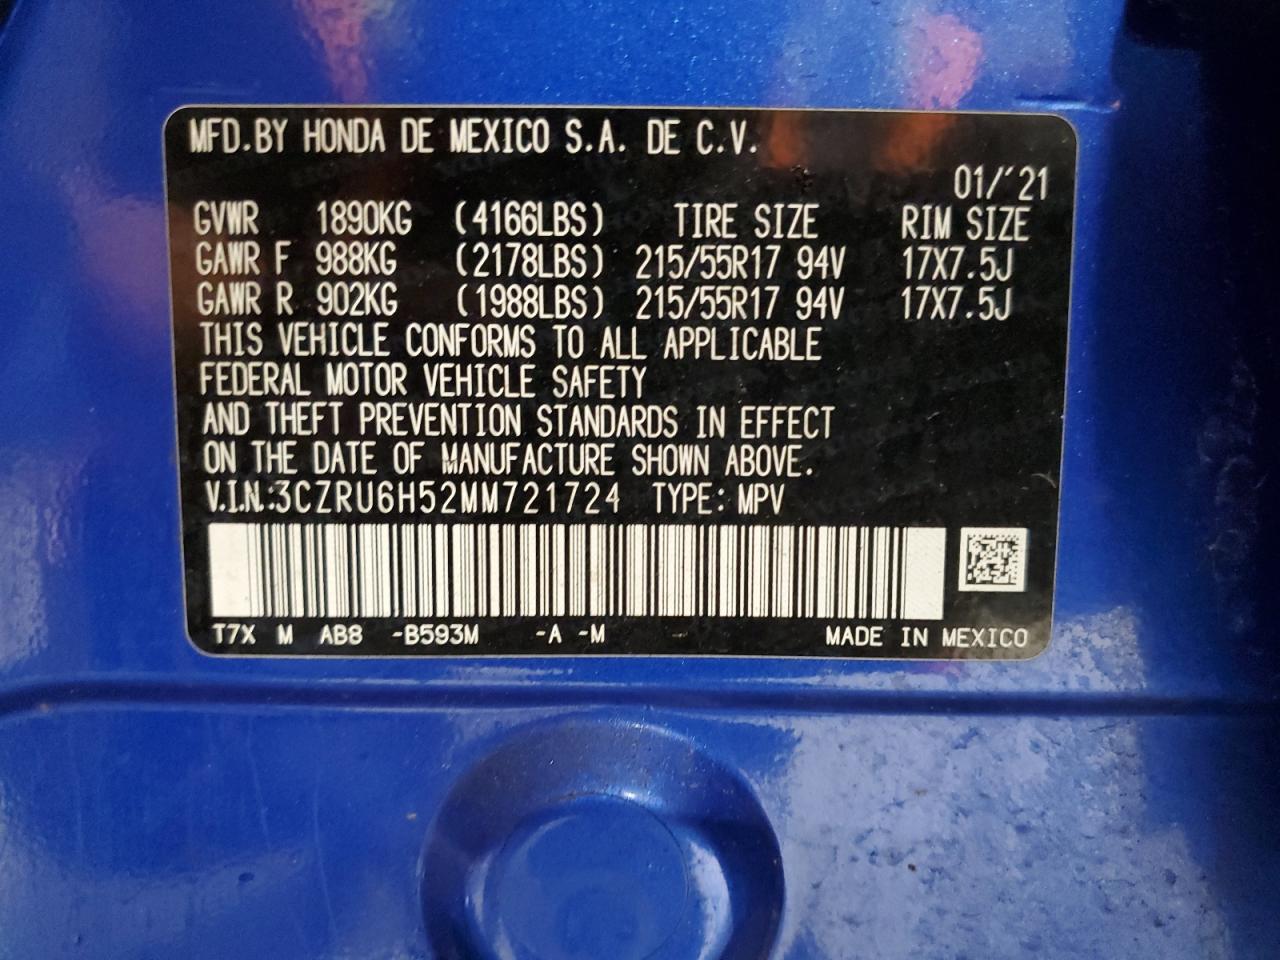 MFD.BY HONDA DE MEXICO S.A. DE C.V.
01/'21
GVWR 1890KG (4166LBS) TIRE SIZE RIM SIZE
GAWR F 988KG (2178LBS) 215/55R17 94V 17X7.5J
GAWR R 902KG (1988LBS) 215/55R17 94V 17X7.5J
THIS VEHICLE CONFORMS TO ALL APPLICABLE
FEDERAL MOTOR VEHICLE SAFETY
AND THEFT PREVENTION STANDARDS IN EFFECT
ON THE DATE OF MANUFACTURE SHOWN ABOVE.
V.I.N.:3CZRU6H52MM721724 TYPE: MPV
T7X M AB8 -B593M -A -M MADE IN MEXICO